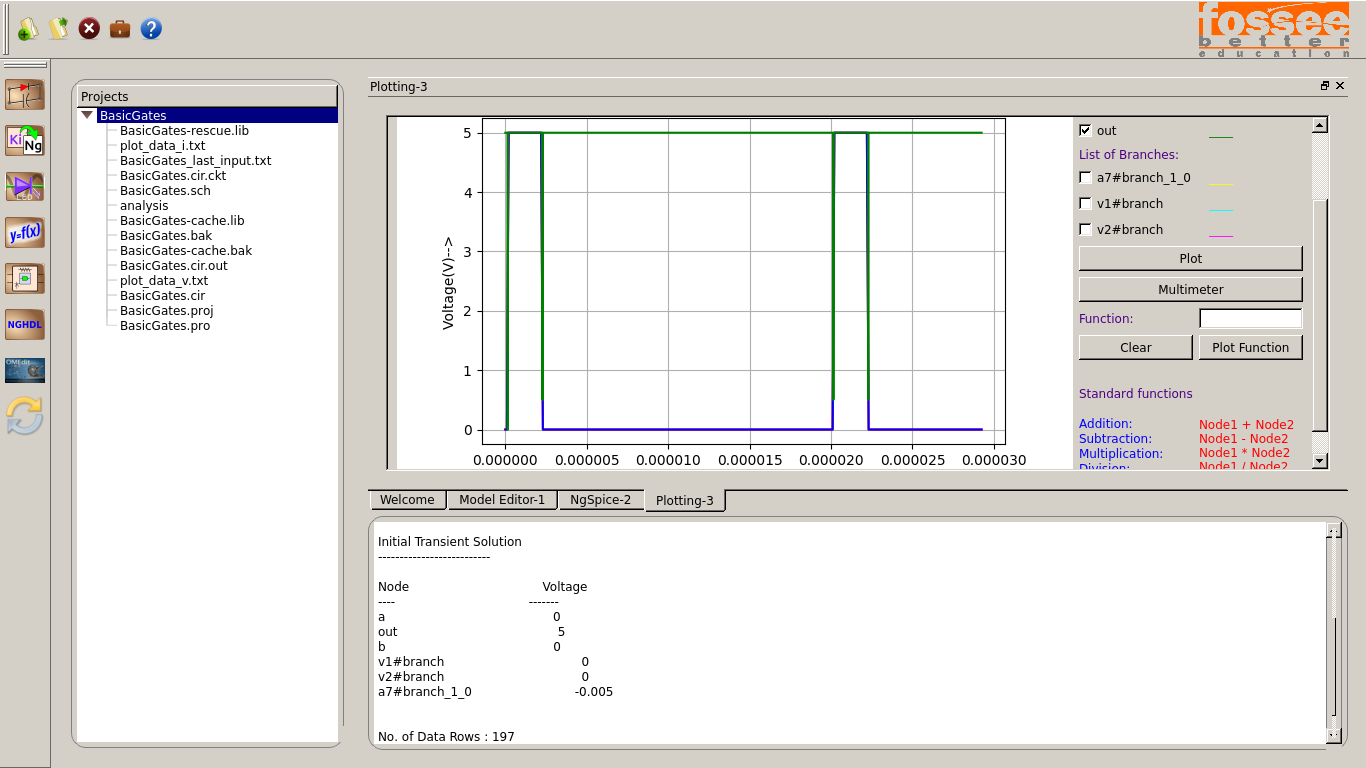 fossee
better
education
Projects
BasicGates
BasicGates-rescue.lib
plot_data_i.txt
BasicGates_last_input.txt
BasicGates.cir.ckt
BasicGates.sch
analysis
BasicGates-cache.lib
BasicGates.bak
BasicGates-cache.bak
BasicGates.cir.out
plot_data_v.txt
BasicGates.cir
BasicGates.proj
BasicGates.pro
Ki Ng
y=f(x)
NGHDL
OMEdit
Plotting-3
5
4
3
2
1
0
Voltage(V)-->
0.000000 0.000005 0.000010 0.000015 0.000020 0.000025 0.000030
out
List of Branches:
a7#branch_1_0
v1#branch
v2#branch
Plot
Multimeter
Function:
Clear Plot Function
Standard functions
Addition: Node1 + Node2
Subtraction: Node1 - Node2
Multiplication: Node1 * Node2
Division: Node1 / Node2
Welcome Model Editor-1 NgSpice-2 Plotting-3
Initial Transient Solution
--------------------------
Node Voltage
---- -------
a 0
out 5
b 0
v1#branch 0
v2#branch 0
a7#branch_1_0 -0.005
No. of Data Rows : 197